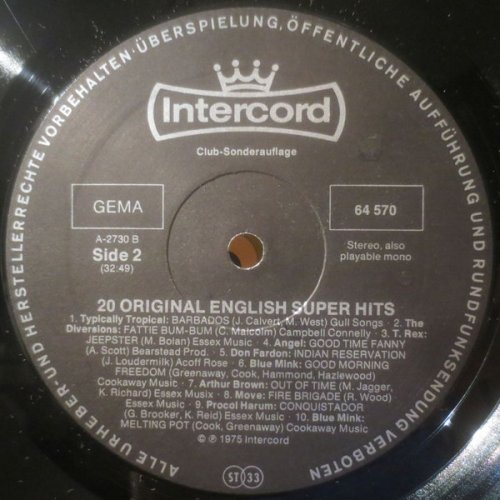 ALLE URHEBER- UND HERSTELLERRECHTE VORBEHALTEN · ÜBERSPIELUNG, ÖFFENTLICHE AUFFÜHRUNG UND RUNDFUNKSENDUNG VERBOTEN
Intercord
Club-Sonderauflage
GEMA
64 570
A-2730 B
Side 2
(32:49)
Stereo, also
playable mono
20 ORIGINAL ENGLISH SUPER HITS
1. Typically Tropical: BARBADOS (J. Calvert, M. West) Gull Songs · 2. The
Diversions: FATTIE BUM-BUM (C. Malcolm) Campbell Connelly · 3. T. Rex:
JEEPSTER (M. Bolan) Essex Music · 4. Angel: GOOD TIME FANNY
(A. Scott) Bearstead Prod. · 5. Don Fardon: INDIAN RESERVATION
(J. Loudermilk) Acoff Rose · 6. Blue Mink: GOOD MORNING
FREEDOM (Greenaway, Cook, Hammond, Hazlewood)
Cookaway Music · 7. Arthur Brown: OUT OF TIME (M. Jagger,
K. Richard) Essex Musix · 8. Move: FIRE BRIGADE (R. Wood)
Essex Music · 9. Procol Harum: CONQUISTADOR
(G. Brooker, K. Reid) Essex Music · 10. Blue Mink:
MELTING POT (Cook, Greenaway) Cookaway Music
© ℗ 1975 Intercord
ST 33